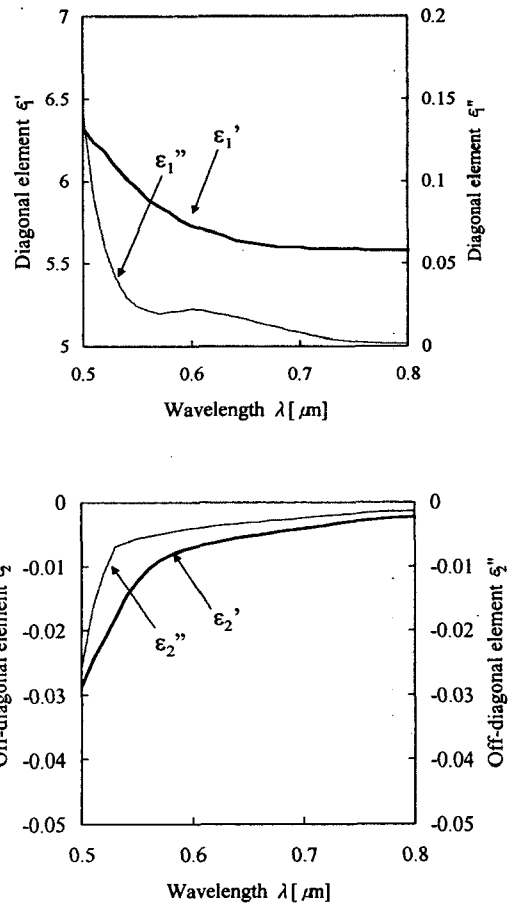 7
6.5
6
5.5
5
0.2
0.15
0.1
0.05
0
Diagonal element ε₁'
Diagonal element ε₁"
ε₁"
ε₁'
0.5 0.6 0.7 0.8
Wavelength λ [ μm]
0
-0.01
-0.02
-0.03
-0.04
-0.05
0
-0.01
-0.02
-0.03
-0.04
-0.05
Off-diagonal element
Off-diagonal element ε₂"
ε₂"
ε₂'
0.5 0.6 0.7 0.8
Wavelength λ [ μm]